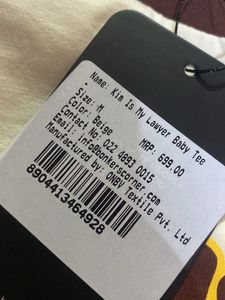 Name: Kim Is My Lawyer Baby Tee
-
Size: M MRP: 699.00
Color: Beige
Contact No: 022 4893 0015
Email: info@bonkerscorner.com
Manufactured by: ONBV Textile Pvt. Ltd
8904413464928